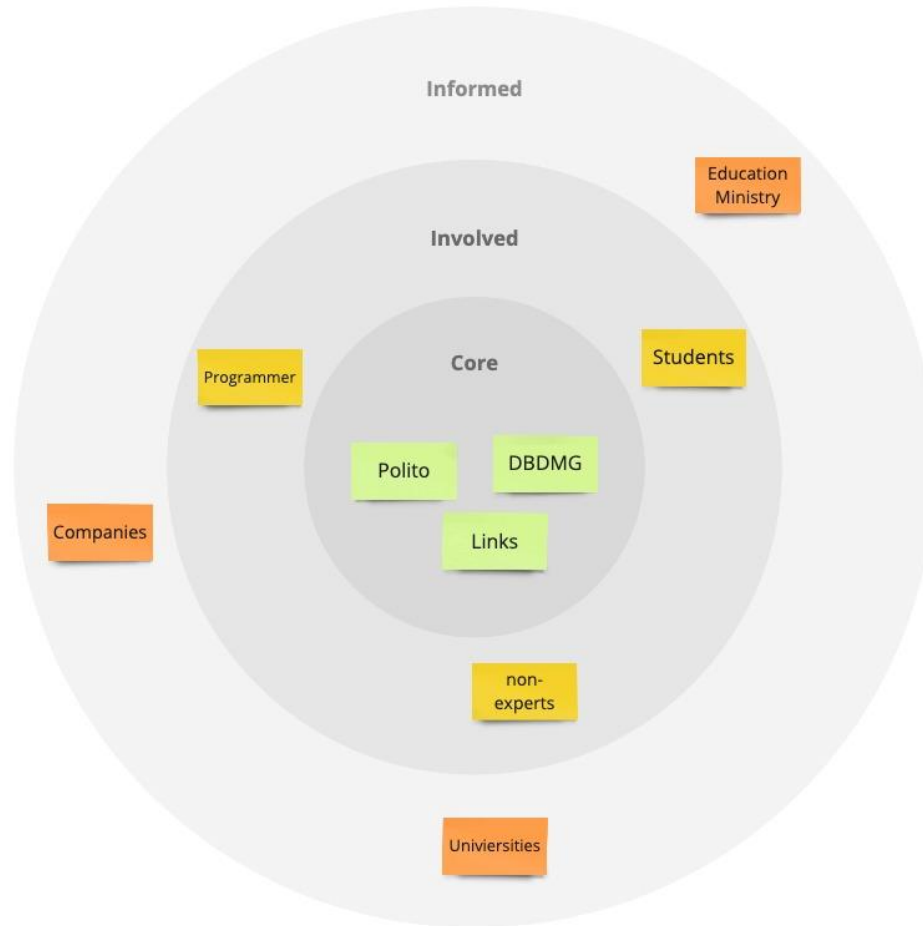 Informed
Education
Ministry
Involved
Students
Programmer
Core
Polito
DBDMG
Companies
Links
non-
experts
Univiersities